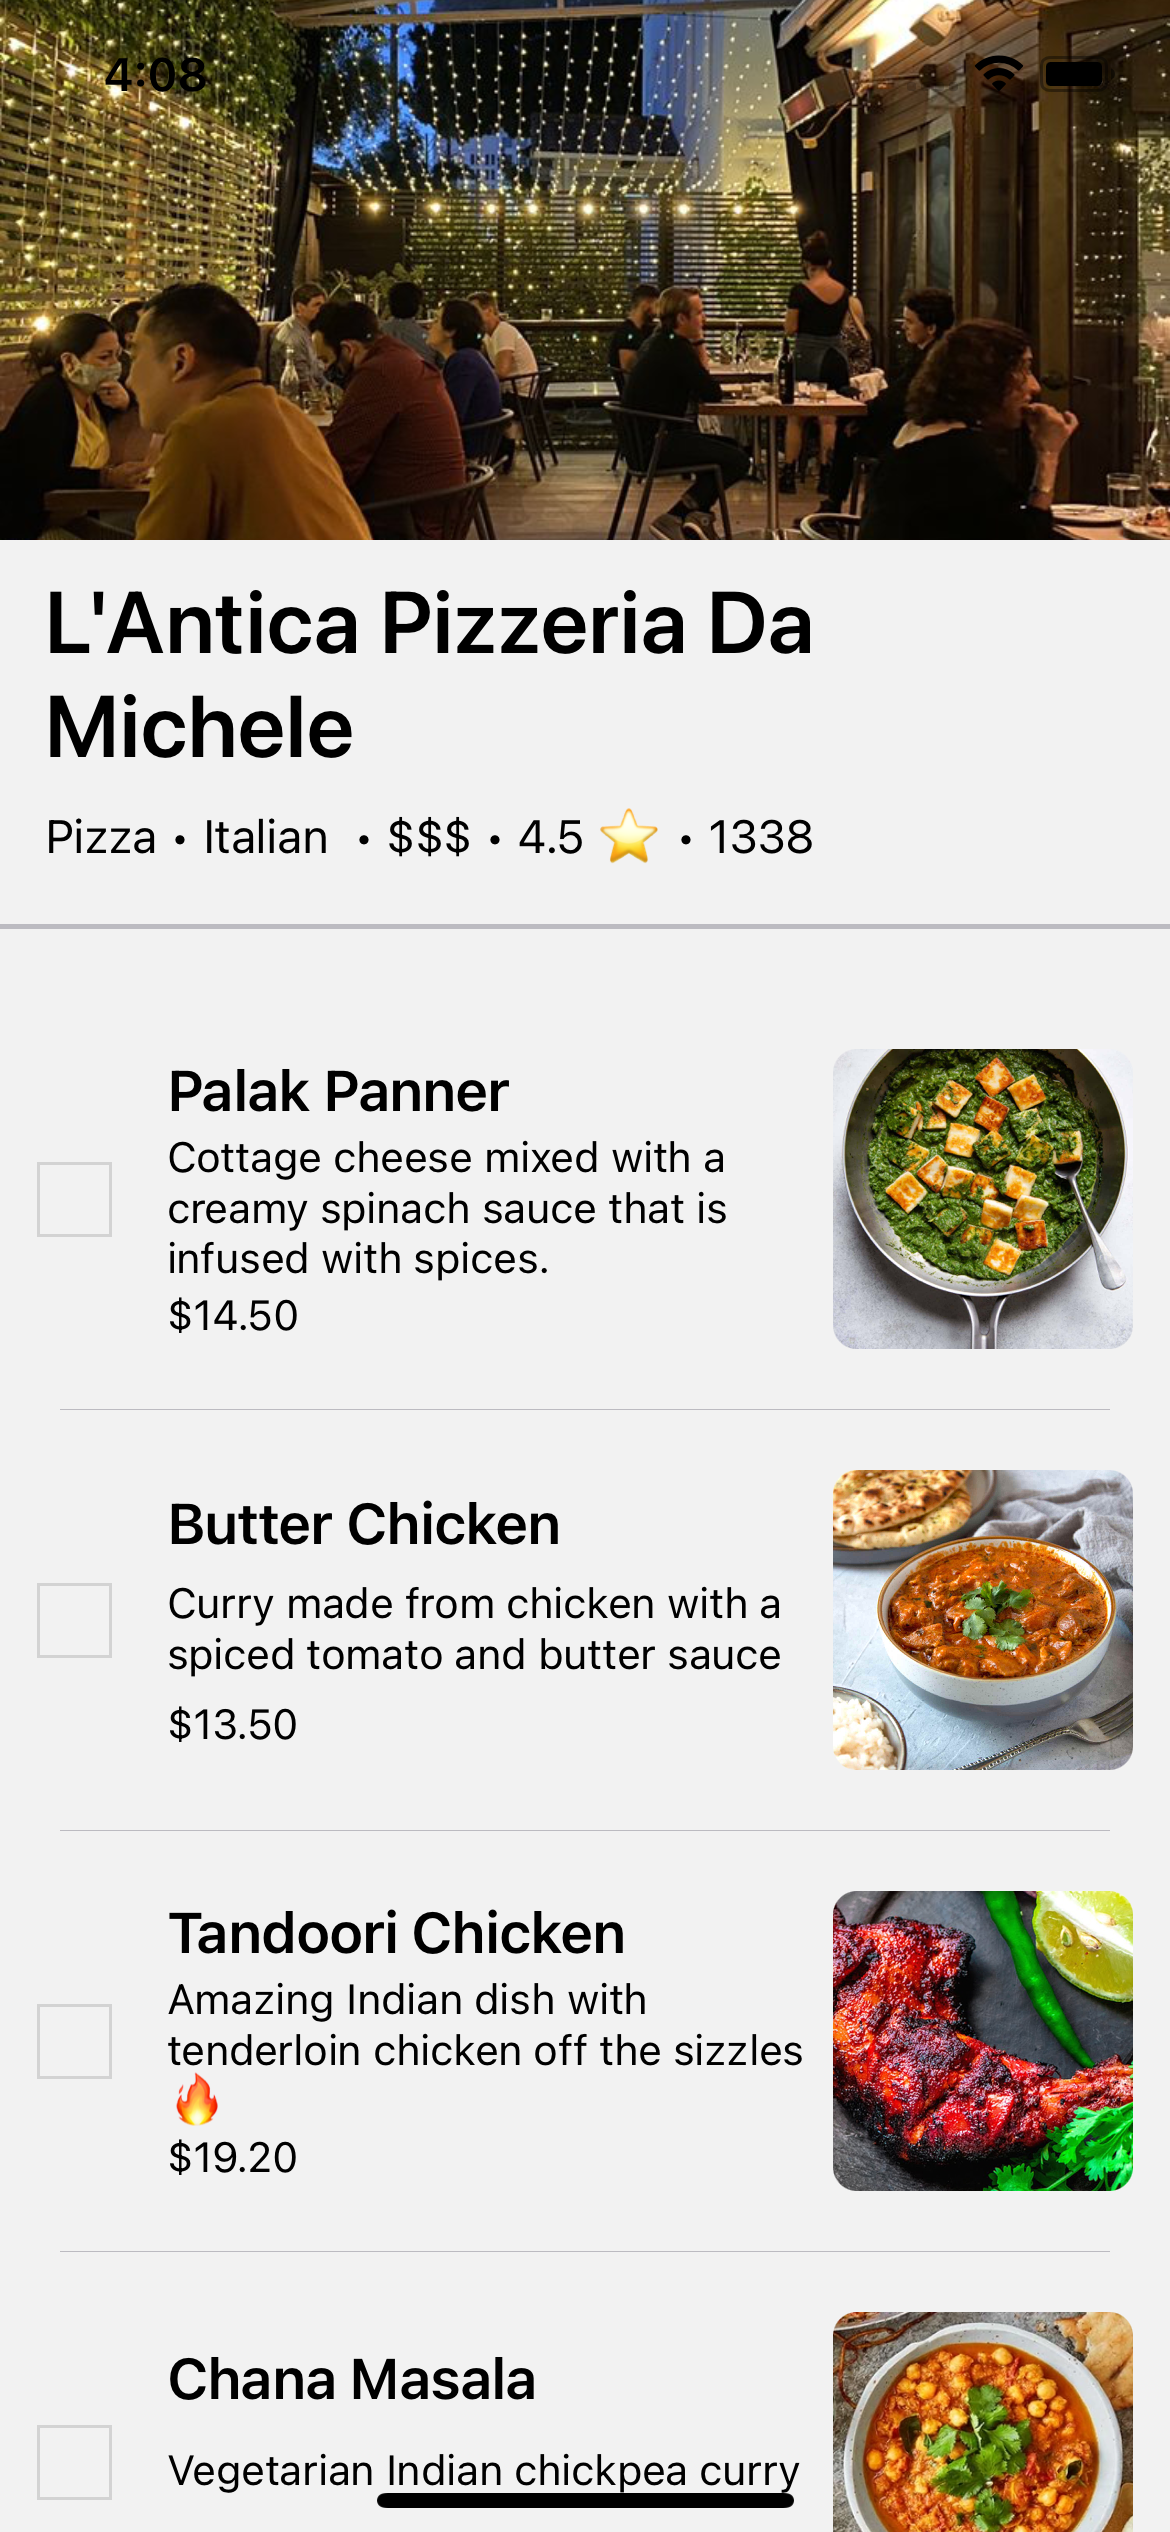 4:08
L'Antica Pizzeria Da
Michele
Pizza • Italian • $$$ • 4.5 ⭐ • 1338
Palak Panner
Cottage cheese mixed with a
creamy spinach sauce that is
infused with spices.
$14.50
Butter Chicken
Curry made from chicken with a
spiced tomato and butter sauce
$13.50
Tandoori Chicken
Amazing Indian dish with
tenderloin chicken off the sizzles
🔥
$19.20
Chana Masala
Vegetarian Indian chickpea curry